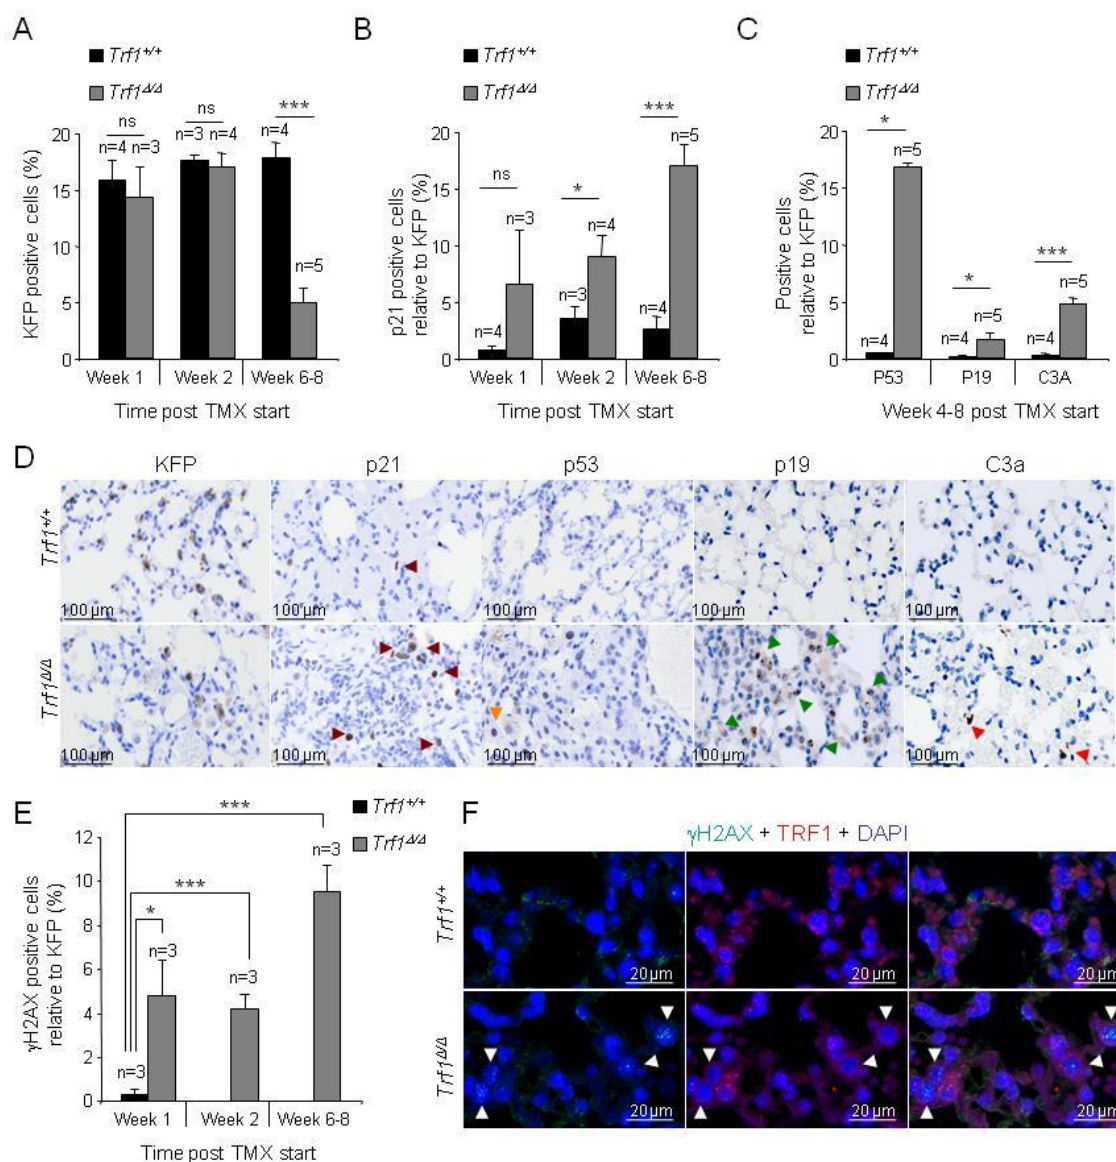 A
Trf1+/+
TrfΔ/Δ
ns
ns
***
n=4 n=3
n=3 n=4
n=4
n=5
20
15
10
5
0
KFP positive cells (%)
Week 1
Week 2
Week 6-8
Time post TMX start
B
Trf1+/+
Trf1Δ/Δ
ns
*
***
n=4
n=3
n=3
n=4
n=4
n=5
20
15
10
5
0
p21 positive cells
relative to KFP (%)
Week 1
Week 2
Week 6-8
Time post TMX start
C
Trf1+/+
Trf1Δ/Δ
*
*
***
n=4
n=5
n=4
n=5
n=4
n=5
20
15
10
5
0
Positive cells
relative to KFP (%)
P53
P19
C3A
Week 4-8 post TMX start
D
KFP
p21
p53
p19
C3a
Trf1+/+
100 µm
100 µm
100 µm
100 µm
100 µm
Trf1Δ/Δ
100 µm
100 µm
100 µm
100 µm
100 µm
E
Trf1+/+
Trf1Δ/Δ
***
***
*
n=3
n=3
n=3
n=3
12
10
8
6
4
2
0
γH2AX positive cells
relative to KFP (%)
Week 1
Week 2
Week 6-8
Time post TMX start
F
γH2AX + TRF1 + DAPI
Trf1+/+
20 µm
20 µm
20 µm
Trf1Δ/Δ
20 µm
20 µm
20 µm